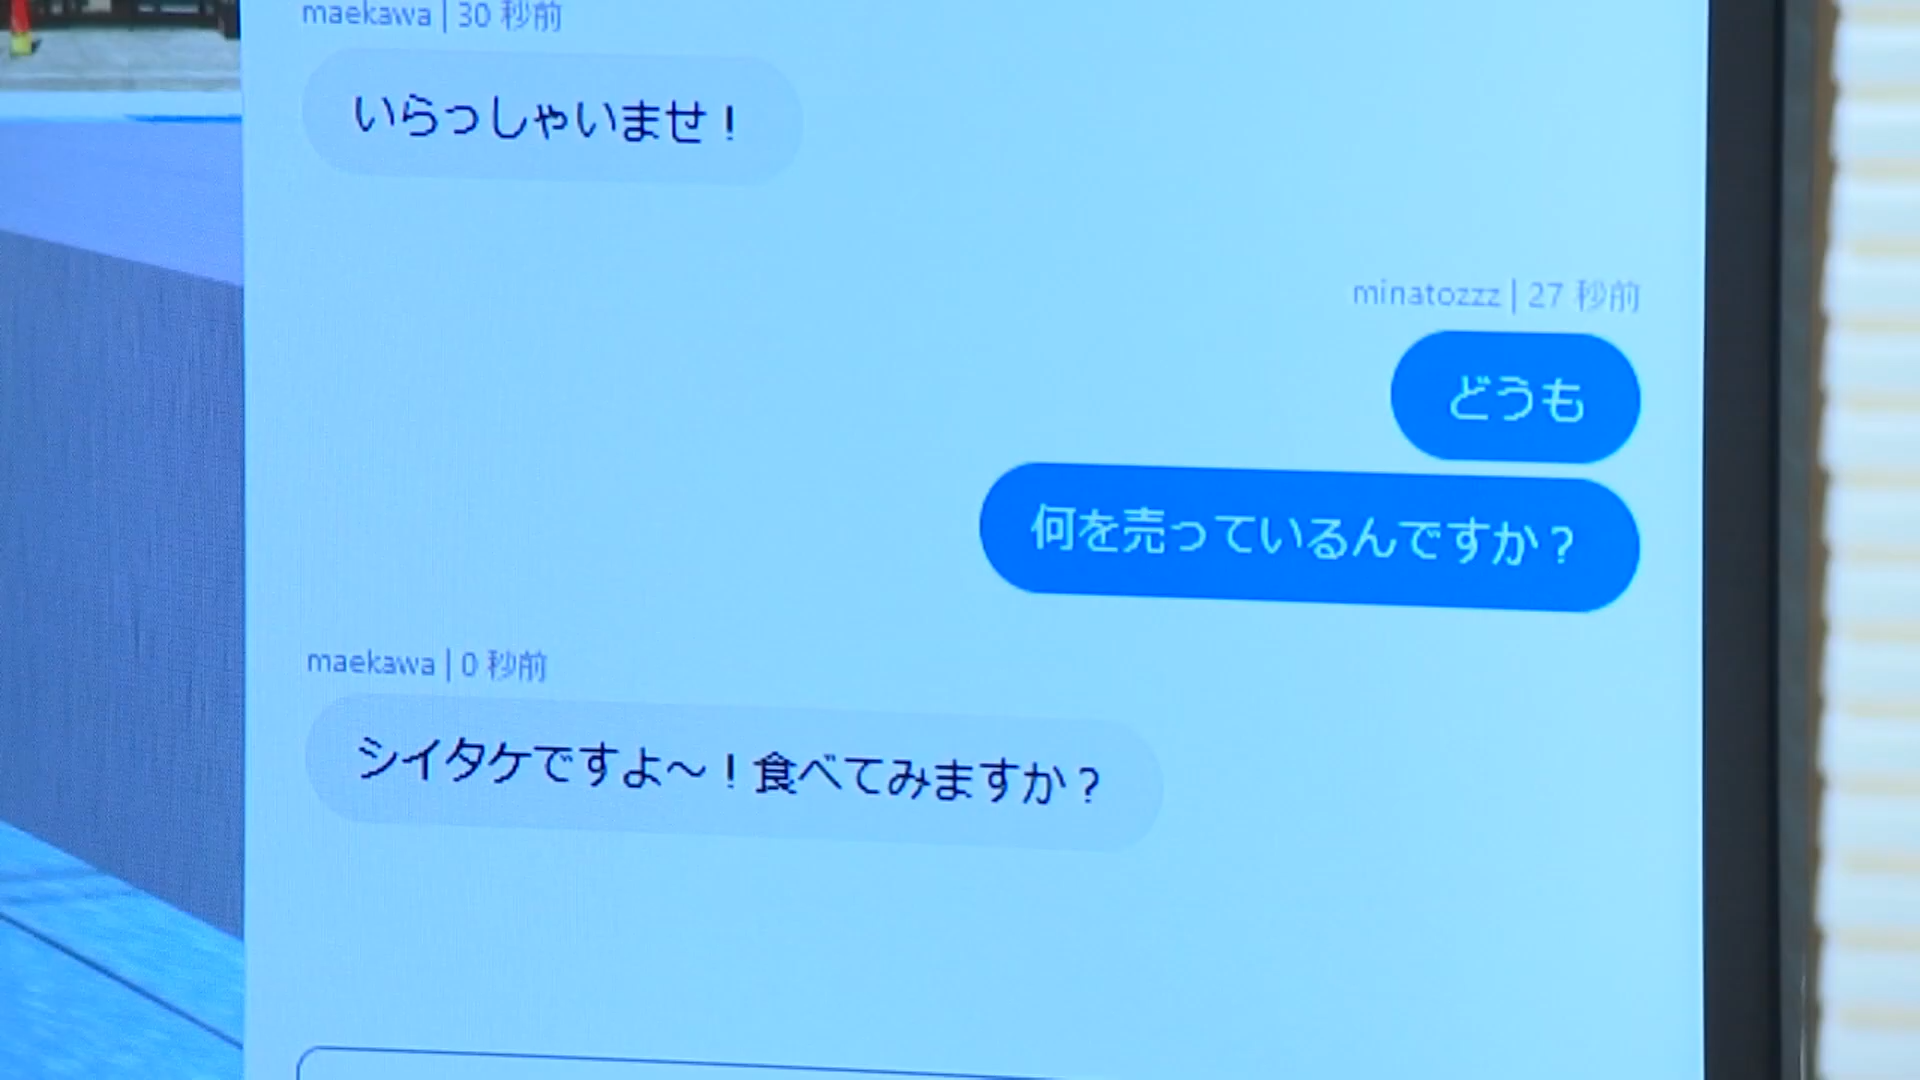 maekawa | 30 秒前
いらっしゃいませ！
minatozzz | 27 秒前
どうも
何を売っているんですか？
maekawa | 0 秒前
シイタケですよ～！食べてみますか？